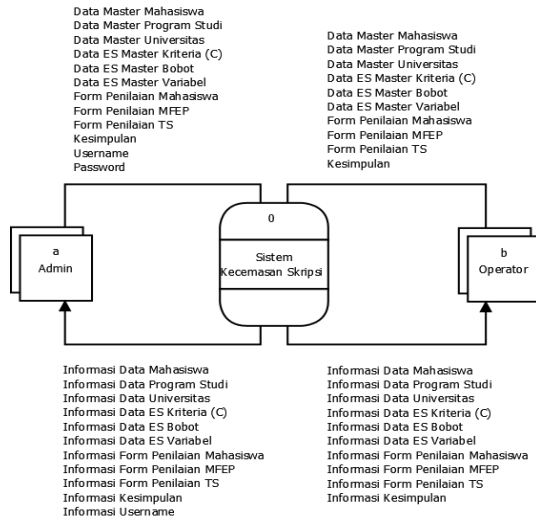 Data Master Mahasiswa
Data Master Program Studi
Data Master Universitas
Data ES Master Kriteria (C)
Data ES Master Bobot
Data ES Master Variabel
Form Penilaian Mahasiswa
Form Penilaian MFEP
Form Penilaian TS
Kesimpulan
Username
Password
Data Master Mahasiswa
Data Master Program Studi
Data Master Universitas
Data ES Master Kriteria (C)
Data ES Master Bobot
Data ES Master Variabel
Form Penilaian Mahasiswa
Form Penilaian MFEP
Form Penilaian TS
Kesimpulan
a
Admin
0
Sistem
Kecemasan Skripsi
b
Operator
Informasi Data Mahasiswa
Informasi Data Program Studi
Informasi Data Universitas
Informasi Data ES Kriteria (C)
Informasi Data ES Bobot
Informasi Data ES Variabel
Informasi Form Penilaian Mahasiswa
Informasi Form Penilaian MFEP
Informasi Form Penilaian TS
Informasi Kesimpulan
Informasi Username
Informasi Data Mahasiswa
Informasi Data Program Studi
Informasi Data Universitas
Informasi Data ES Kriteria (C)
Informasi Data ES Bobot
Informasi Data ES Variabel
Informasi Form Penilaian Mahasiswa
Informasi Form Penilaian MFEP
Informasi Form Penilaian TS
Informasi Kesimpulan